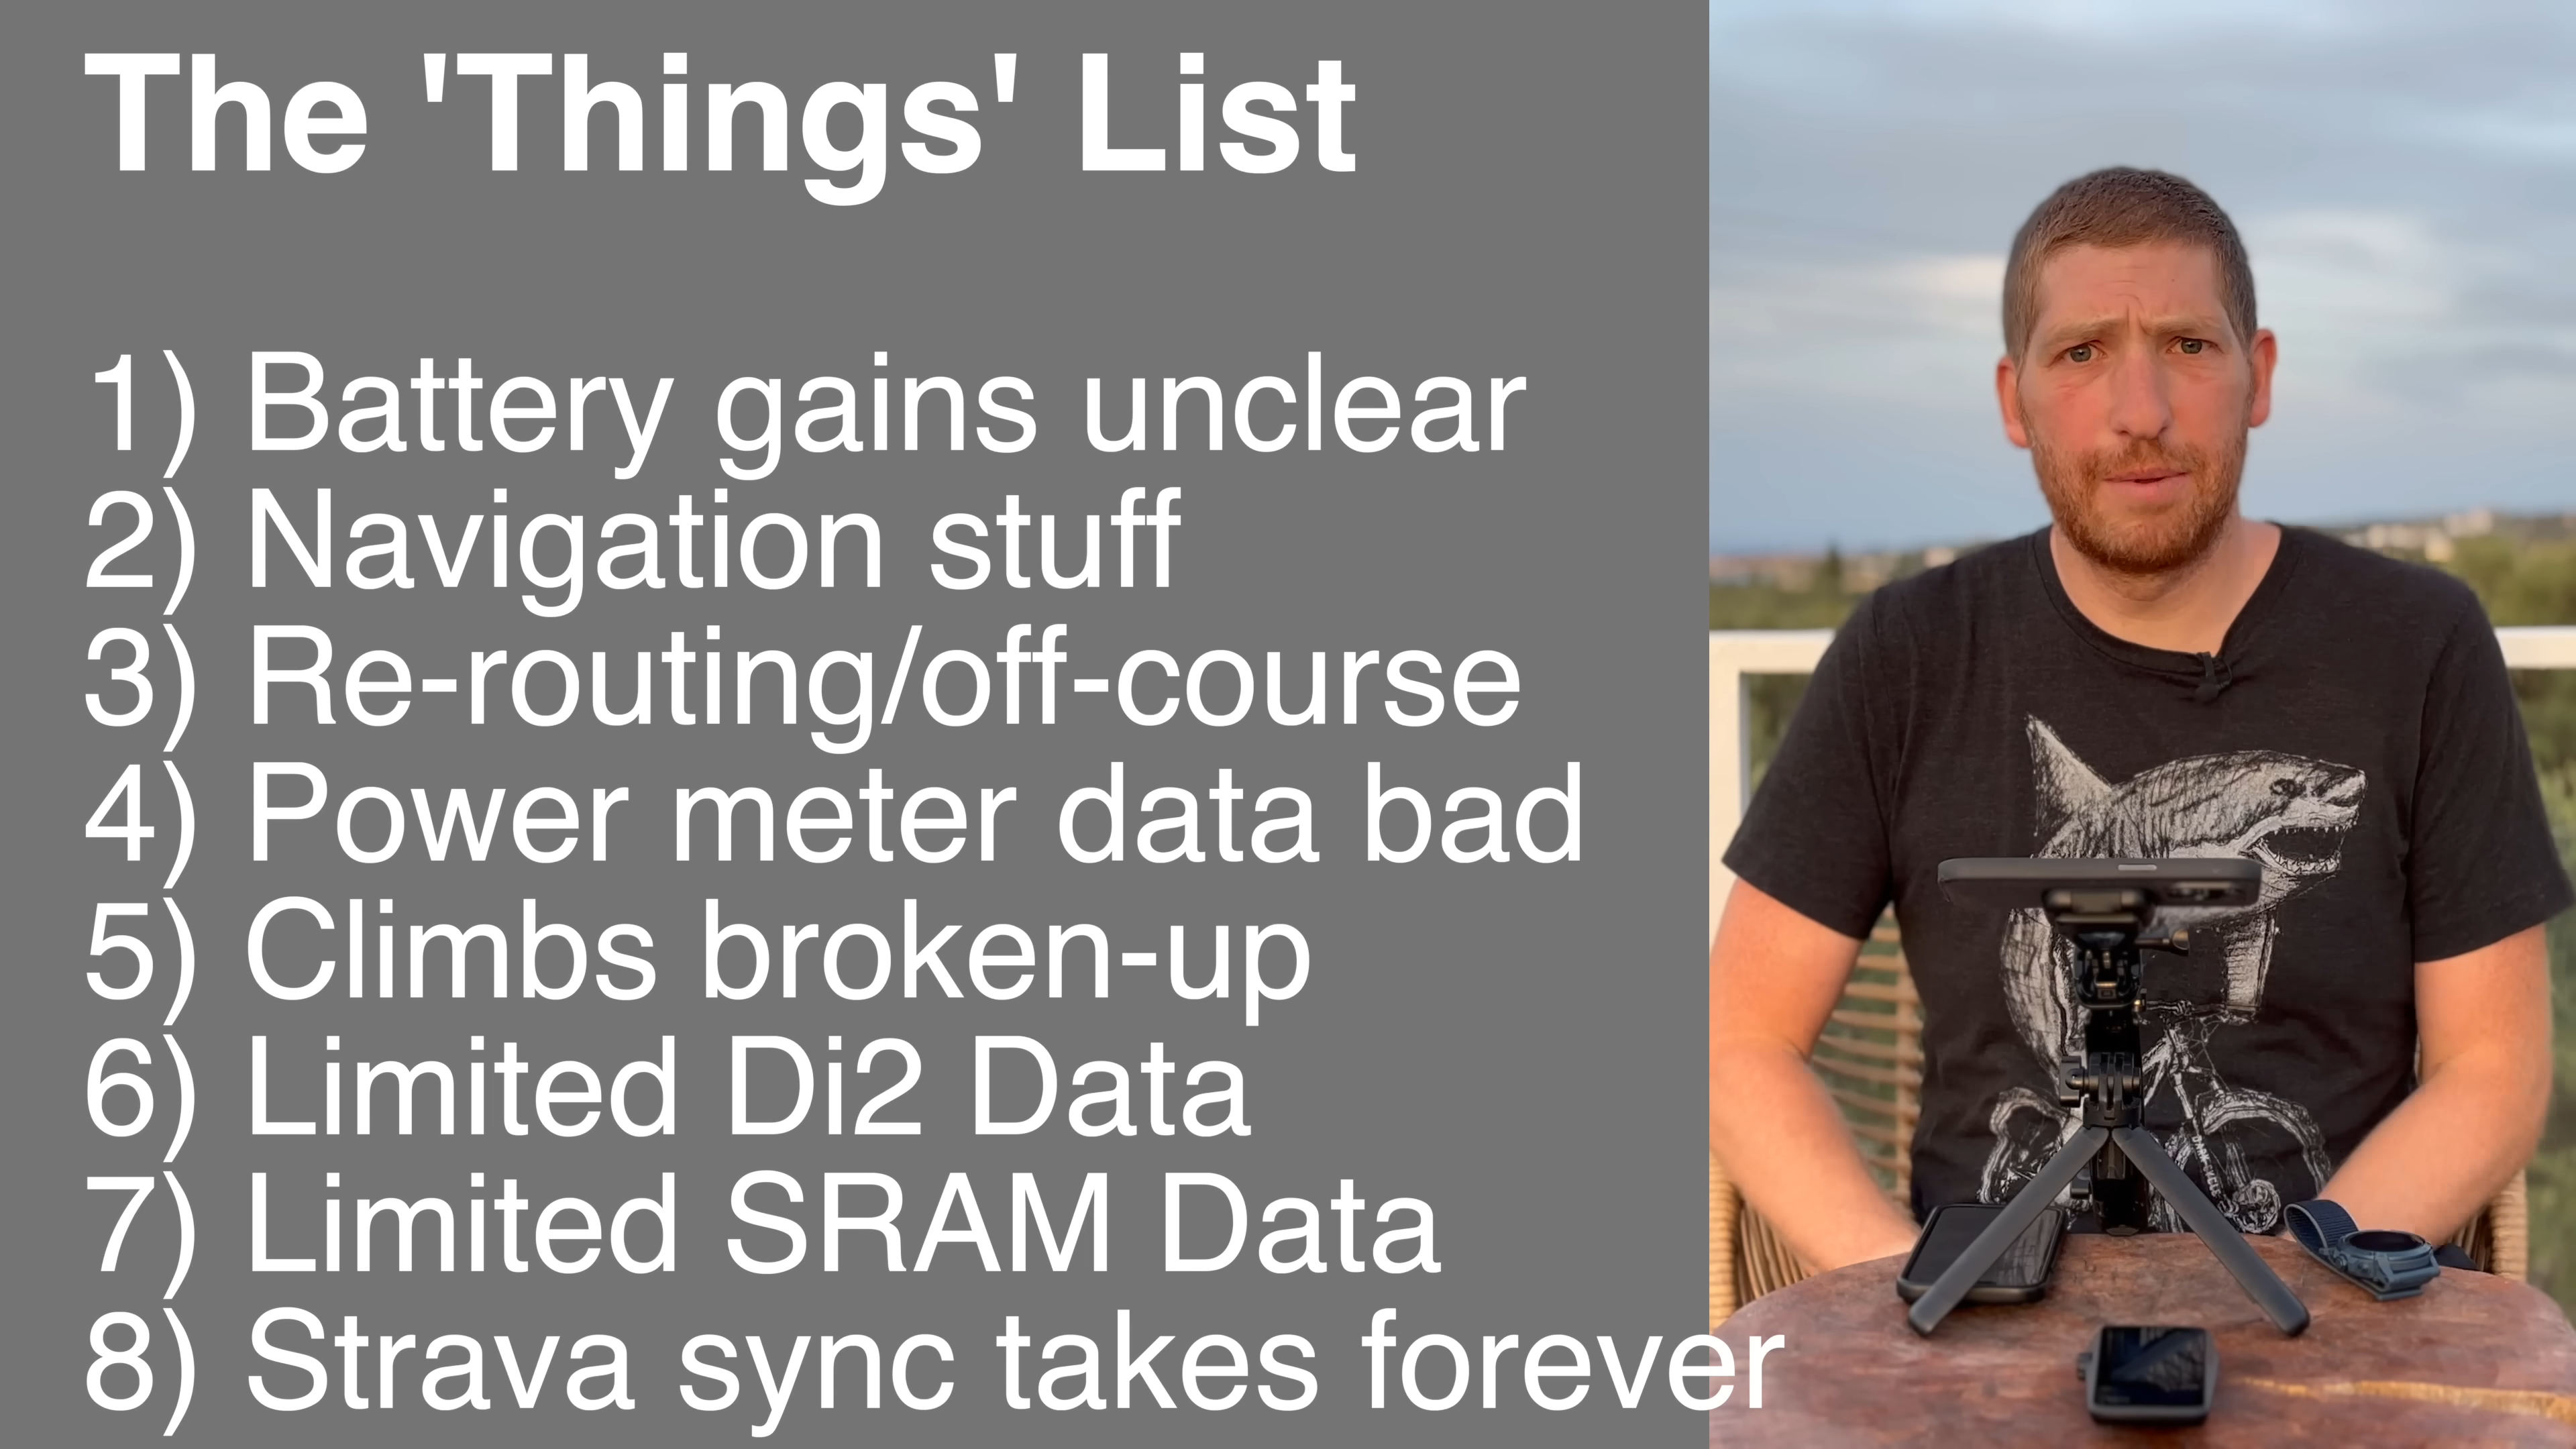 The 'Things' List
1) Battery gains unclear
2) Navigation stuff
3) Re-routing/off-course
4) Power meter data bad
5) Climbs broken-up
6) Limited Di2 Data
7) Limited SRAM Data
8) Strava sync takes forever